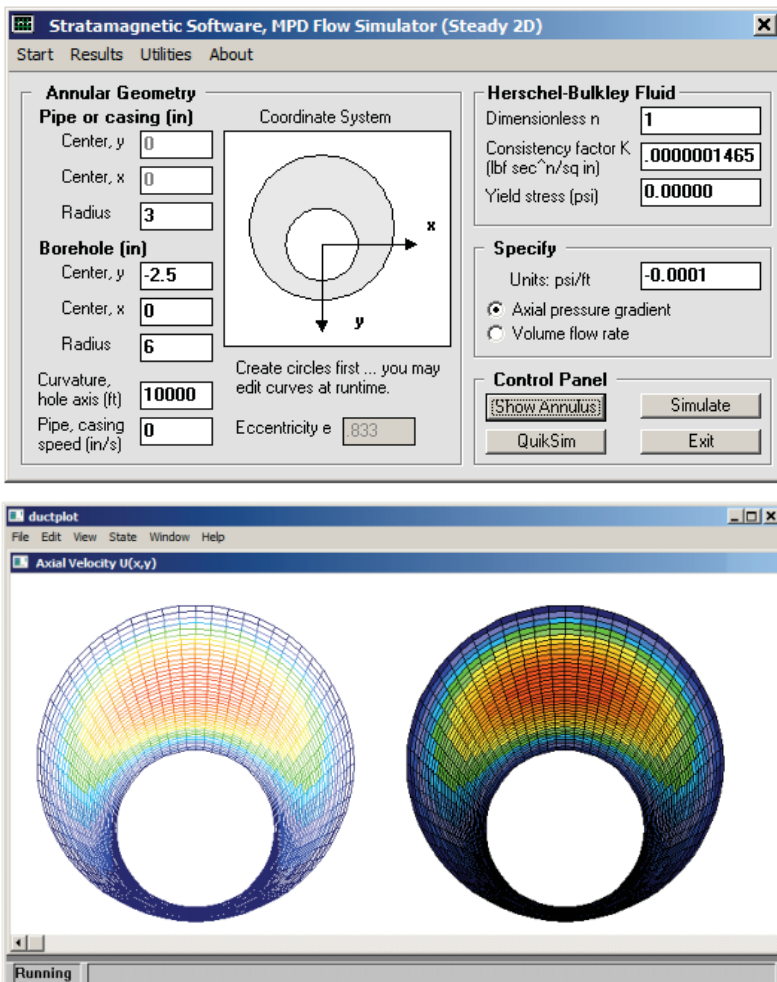 Stratamagnetic Software, MPD Flow Simulator (Steady 2D)
Start Results Utilities About
Annular Geometry
Pipe or casing (in)
Center, y 0
Center, x 0
Radius 3
Borehole (in)
Center, y -2.5
Center, x 0
Radius 6
Curvature,
hole axis (ft) 10000
Pipe, casing
speed (in/s) 0
Coordinate System
x
y
Create circles first ... you may
edit curves at runtime.
Eccentricity e .833
Herschel-Bulkley Fluid
Dimensionless n 1
Consistency factor K
(lbf sec^n/sq in) .0000001465
Yield stress (psi) 0.00000
Specify
Units: psi/ft -0.0001
Axial pressure gradient
Volume flow rate
Control Panel
Show Annulus Simulate
QuikSim Exit
ductplot
File Edit View State Window Help
Axial Velocity U(x,y)
Running